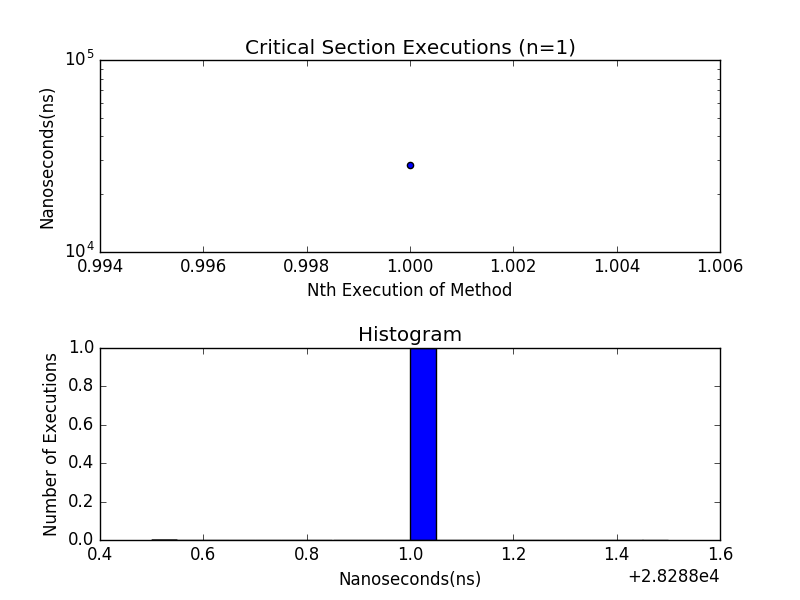 Critical Section Executions (n=1)
10^5
10^4
Nanoseconds(ns)
0.994 0.996 0.998 1.000 1.002 1.004 1.006
Nth Execution of Method
Histogram
1.0
0.8
0.6
0.4
0.2
0.0
Number of Executions
0.4 0.6 0.8 1.0 1.2 1.4 1.6
+2.8288e4
Nanoseconds(ns)